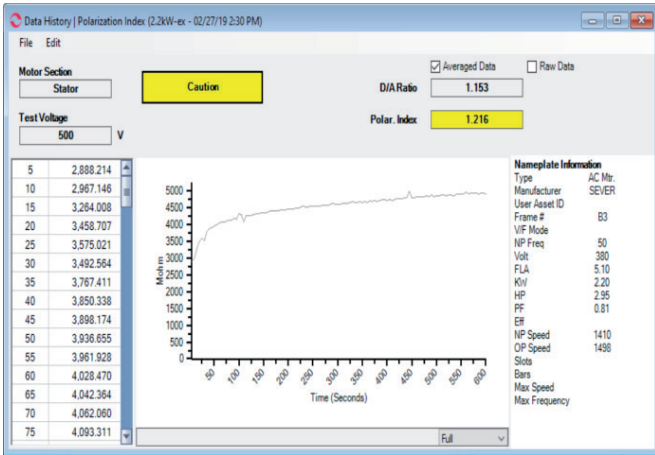 Data History | Polarization Index (2.2kW-ex - 02/27/19 2:30 PM)
File Edit
Motor Section
Stator
Caution
Averaged Data
Raw Data
D/A Ratio 1.153
Test Voltage
500 V
Polar. Index 1.216
5 2,888.214
10 2,967.146
15 3,264.008
20 3,458.707
25 3,575.021
30 3,492.564
35 3,767.411
40 3,850.338
45 3,898.174
50 3,936.655
55 3,961.928
60 4,028.470
65 4,042.364
70 4,062.060
75 4,093.311
Mohm
5000
4500
4000
3500
3000
2500
2000
1500
1000
500
0
50 100 150 200 250 300 350 400 450 500 550 600
Time (Seconds)
Full
Nameplate Information
Type AC Mtr.
Manufacturer SEVER
User Asset ID
Frame # B3
V/F Mode
NP Freq 50
Volt 380
FLA 5.10
KW 2.20
HP 2.95
PF 0.81
Eff
NP Speed 1410
OP Speed 1498
Slots
Bars
Max Speed
Max Frequency